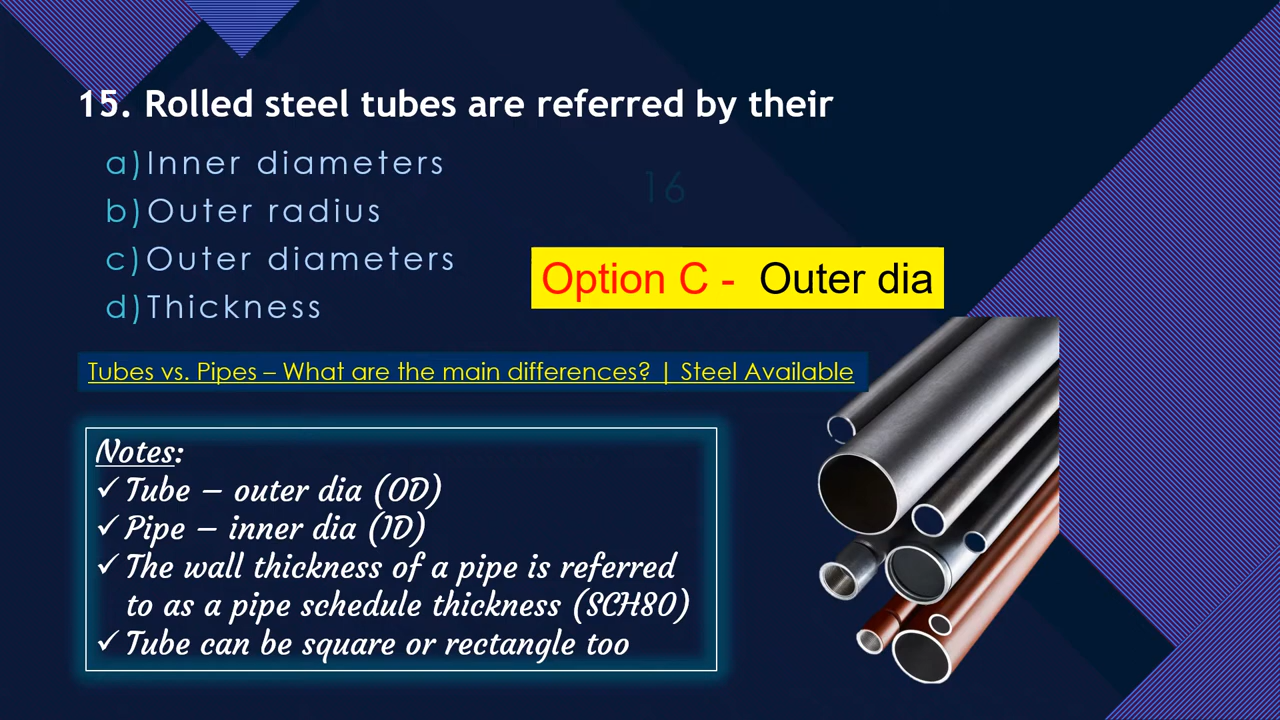 15. Rolled steel tubes are referred by their
a) Inner diameters
16
b) Outer radius
c) Outer diameters
Option C - Outer dia
d) Thickness
Tubes vs. Pipes – What are the main differences? | Steel Available
Notes:
✓ Tube – outer dia (OD)
✓ Pipe – inner dia (ID)
✓ The wall thickness of a pipe is referred
to as a pipe schedule thickness (SCH80)
✓ Tube can be square or rectangle too